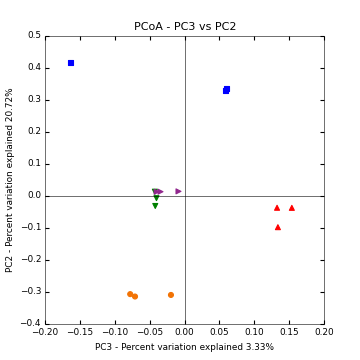 PCoA - PC3 vs PC2
0.5
0.4
0.3
0.2
0.1
0.0
−0.1
−0.2
−0.3
−0.4
−0.20 −0.15 −0.10 −0.05 0.00 0.05 0.10 0.15 0.20
PC2 - Percent variation explained 20.72%
PC3 - Percent variation explained 3.33%